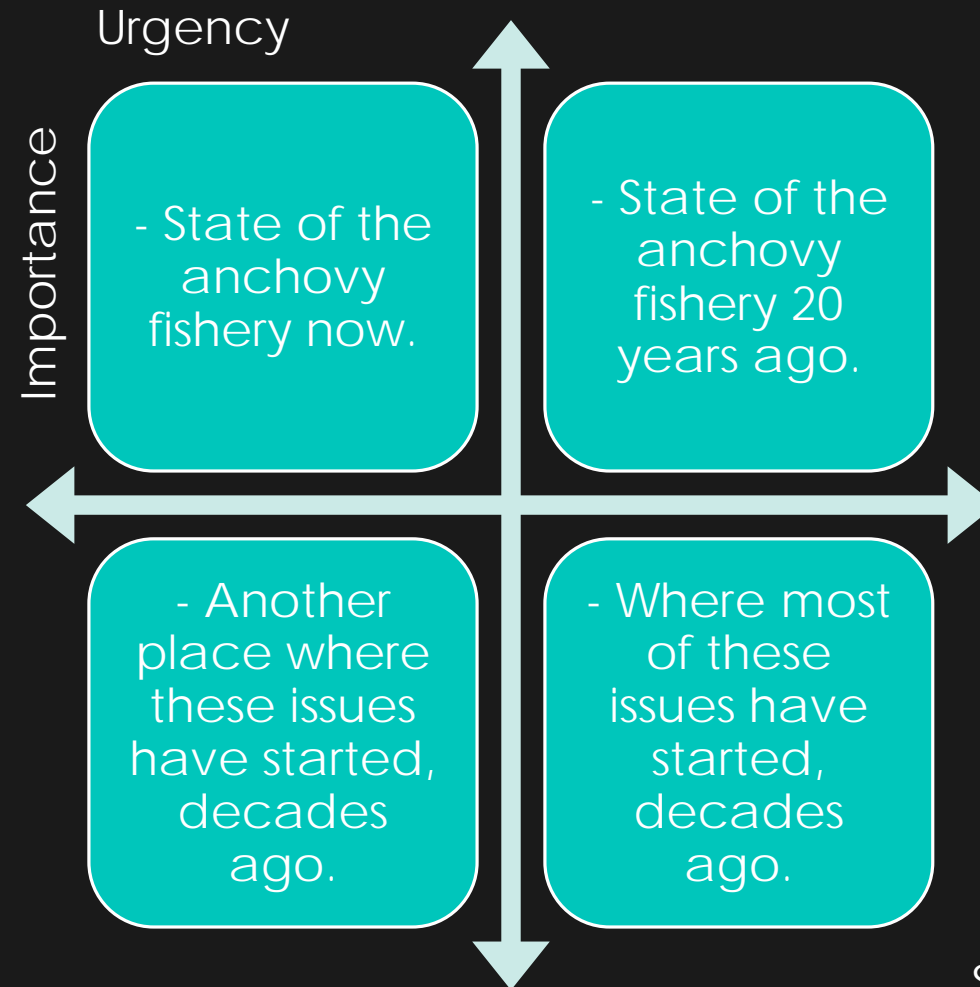 Urgency
Importance
- State of the
anchovy
fishery now.
- State of the
anchovy
fishery 20
years ago.
- Another
place where
these issues
have started,
decades
ago.
- Where most
of these
issues have
started,
decades
ago.